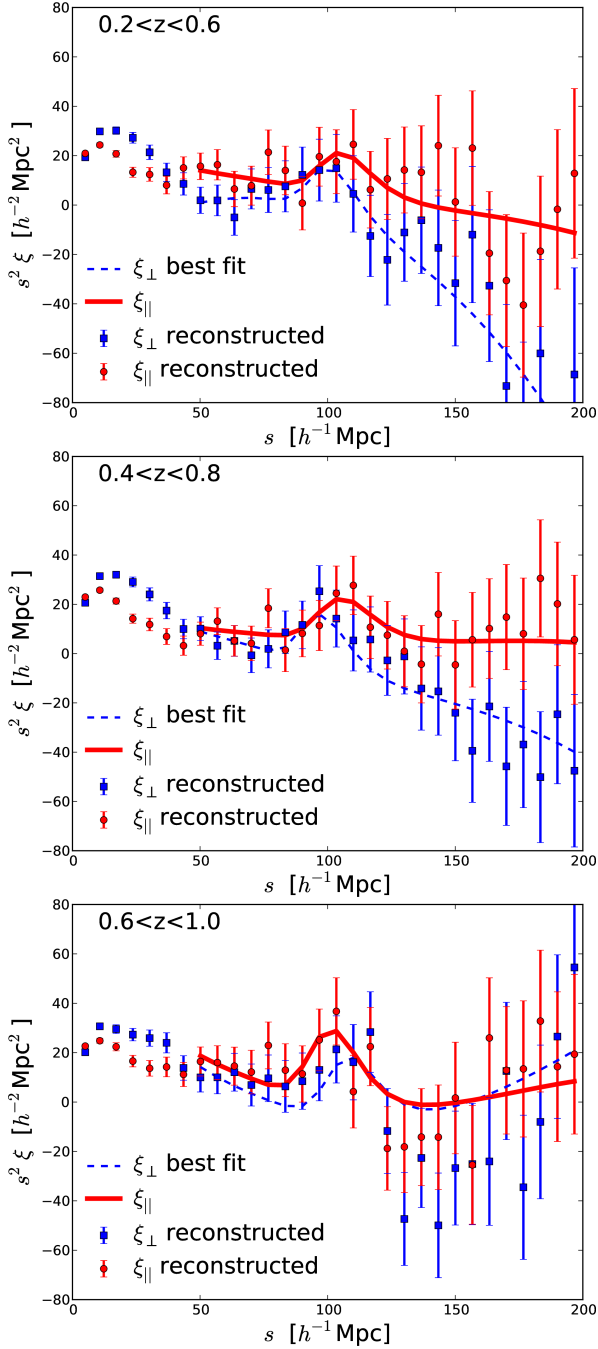 80
60
40
20
0
−20
−40
−60
−80
s² ξ [h⁻² Mpc²]
0.2<z<0.6
ξ⊥ best fit
ξ||
ξ⊥ reconstructed
ξ|| reconstructed
0 50 100 150 200
s [h⁻¹ Mpc]
80
60
40
20
0
−20
−40
−60
−80
s² ξ [h⁻² Mpc²]
0.4<z<0.8
ξ⊥ best fit
ξ||
ξ⊥ reconstructed
ξ|| reconstructed
0 50 100 150 200
s [h⁻¹ Mpc]
80
60
40
20
0
−20
−40
−60
−80
s² ξ [h⁻² Mpc²]
0.6<z<1.0
ξ⊥ best fit
ξ||
ξ⊥ reconstructed
ξ|| reconstructed
0 50 100 150 200
s [h⁻¹ Mpc]